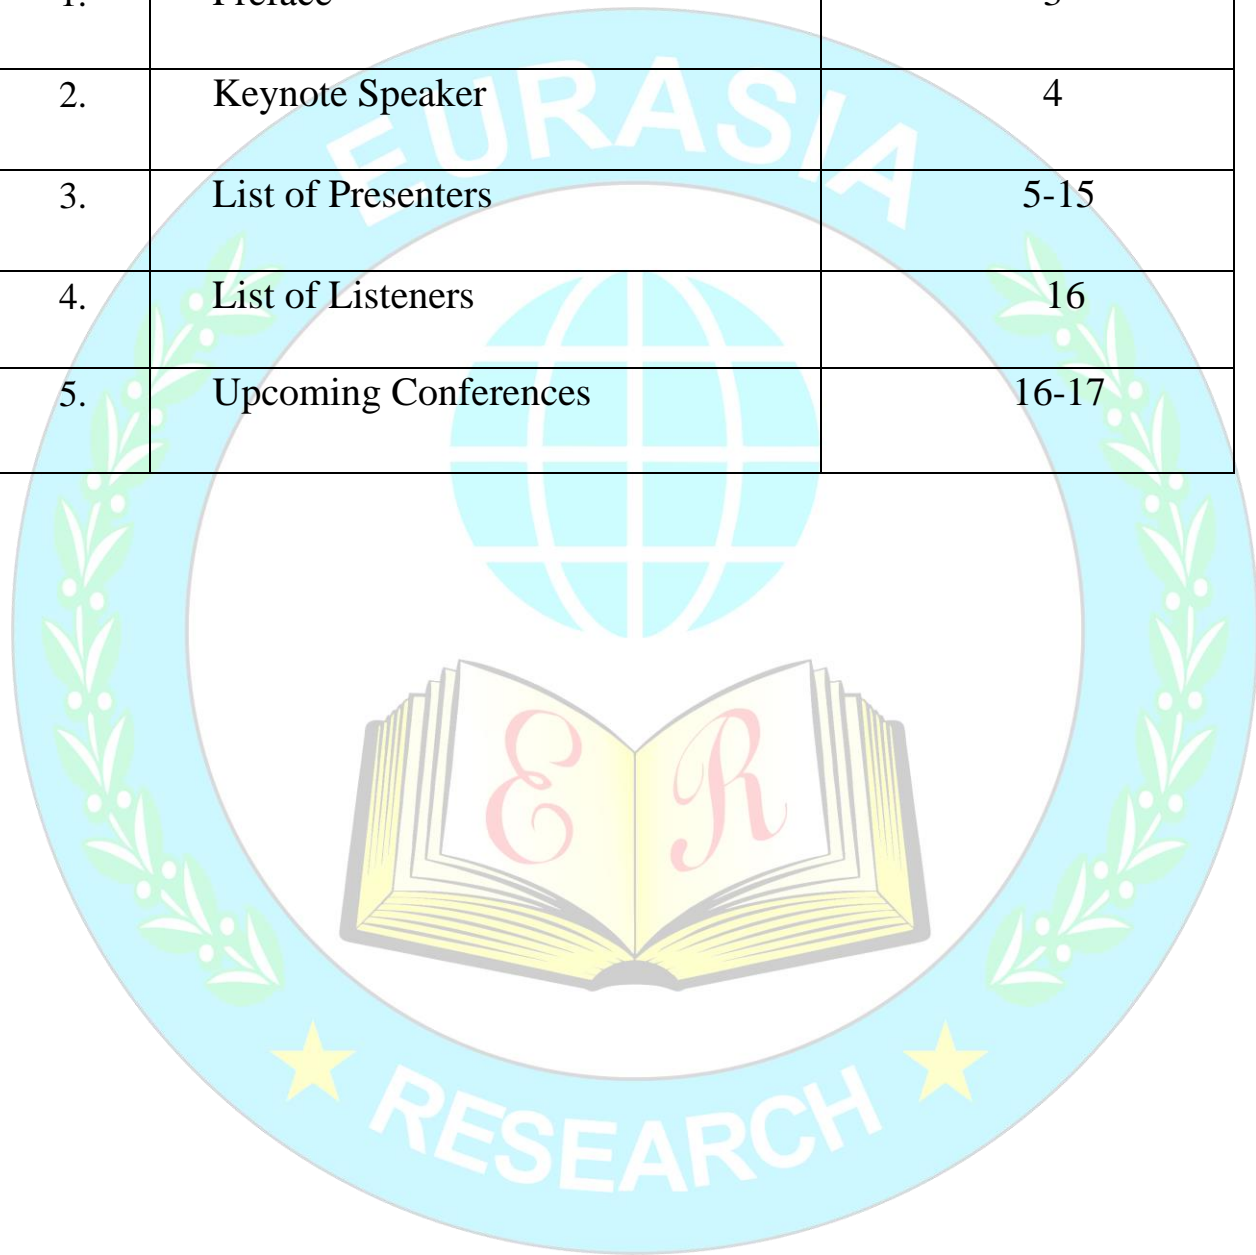 2. Keynote Speaker 4
3. List of Presenters 5-15
4. List of Listeners 16
5. Upcoming Conferences 16-17
EURASIA
E R
RESEARCH